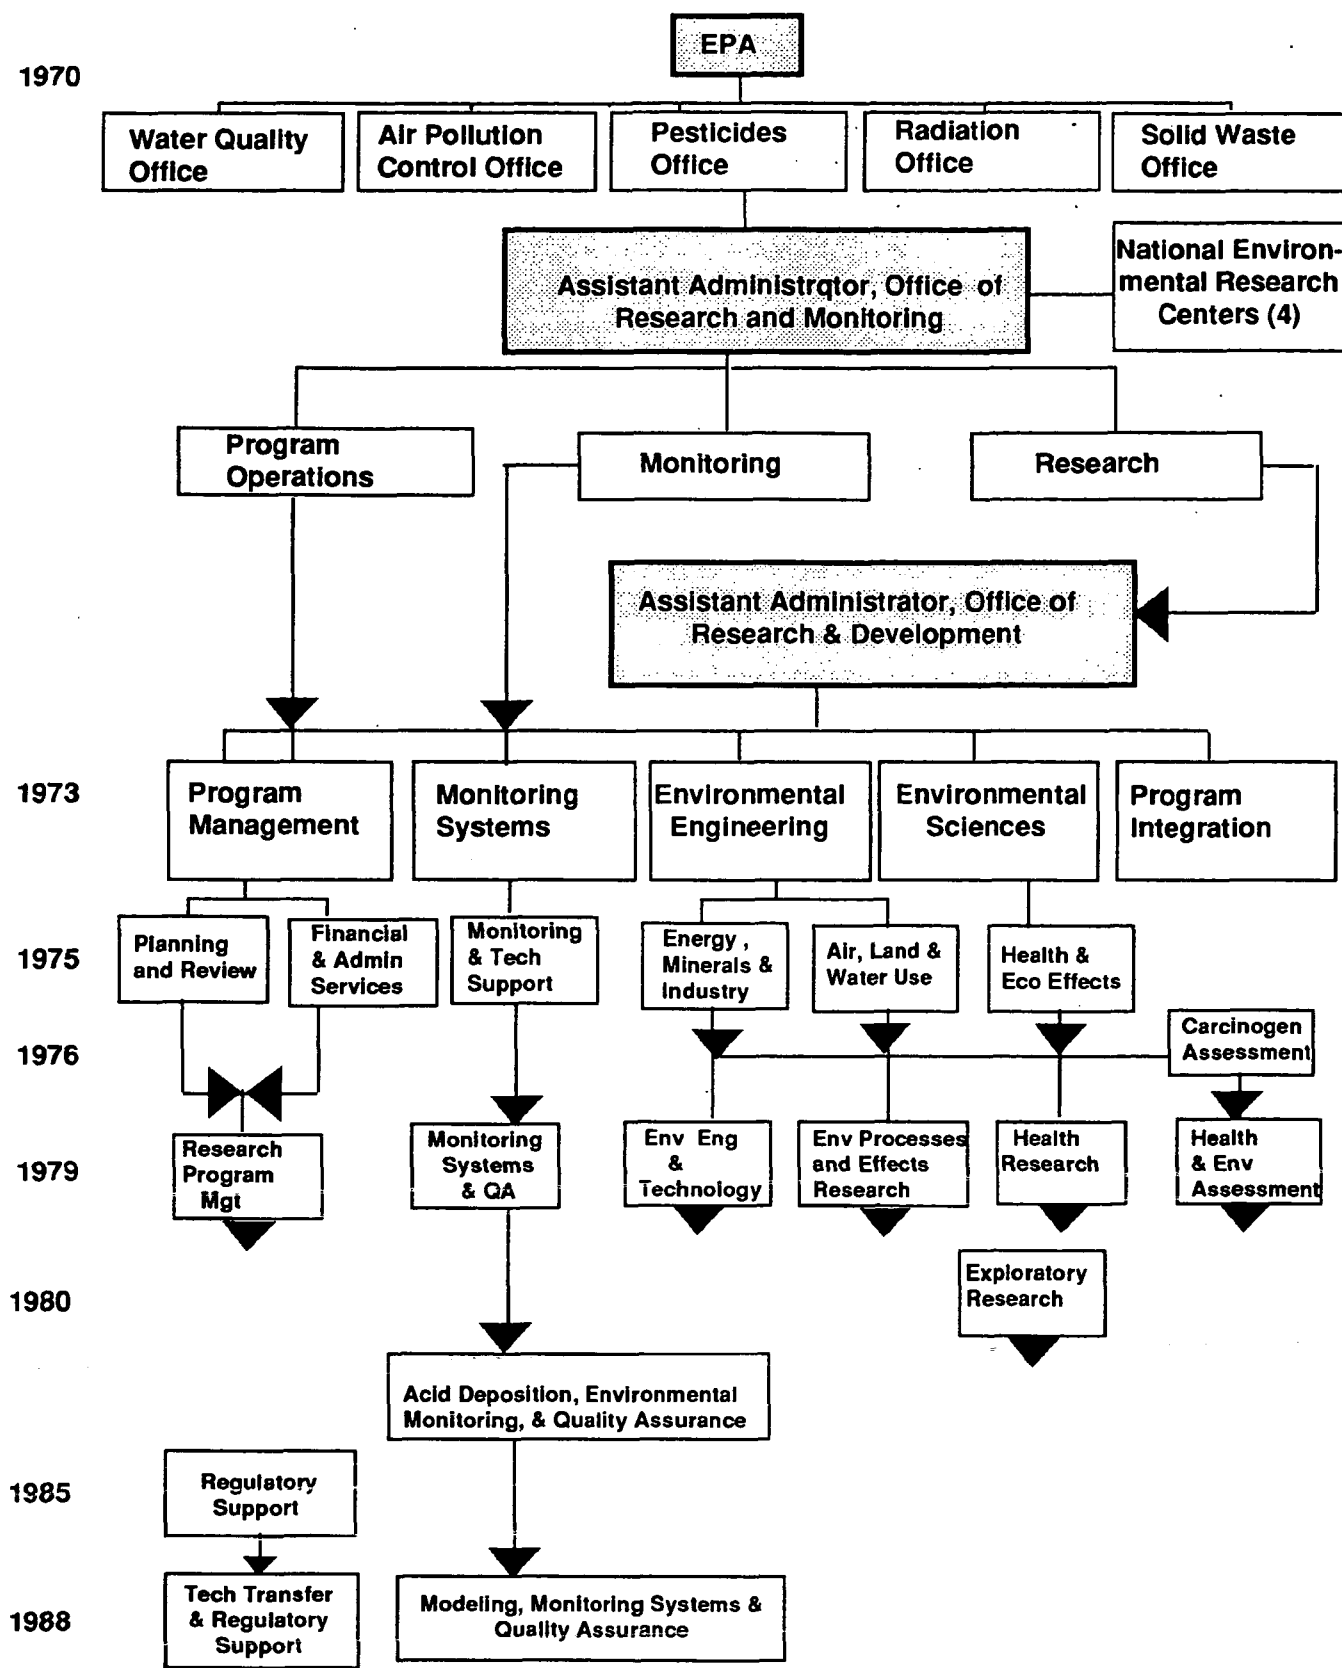 EPA
1970
Water Quality
Office
Air Pollution
Control Office
Pesticides
Office
Radiation
Office
Solid Waste
Office
National Environ-
mental Research
Centers (4)
Assistant Administrqtor, Office of
Research and Monitoring
Program
Operations
Monitoring
Research
Assistant Administrator, Office of
Research & Development
1973
Program
Management
Monitoring
Systems
Environmental
Engineering
Environmental
Sciences
Program
Integration
1975
Planning
and Review
Financial
& Admin
Services
Monitoring
& Tech
Support
Energy ,
Minerals &
Industry
Air, Land &
Water Use
Health &
Eco Effects
1976
Carcinogen
Assessment
1979
Research
Program
Mgt
Monitoring
Systems
& QA
Env Eng
&
Technology
Env Processes
and Effects
Research
Health
Research
Health
& Env
Assessment
1980
Exploratory
Research
Acid Deposition, Environmental
Monitoring, & Quality Assurance
1985
Regulatory
Support
1988
Tech Transfer
& Regulatory
Support
Modeling, Monitoring Systems &
Quality Assurance